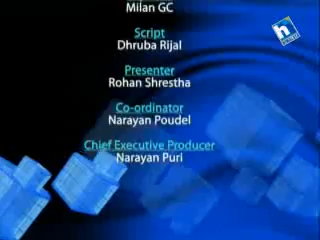 Milan GC
Script
Dhruba Rijal
Presenter
Rohan Shrestha
Co-ordinator
Narayan Poudel
Chief Executive Producer
Narayan Puri
h